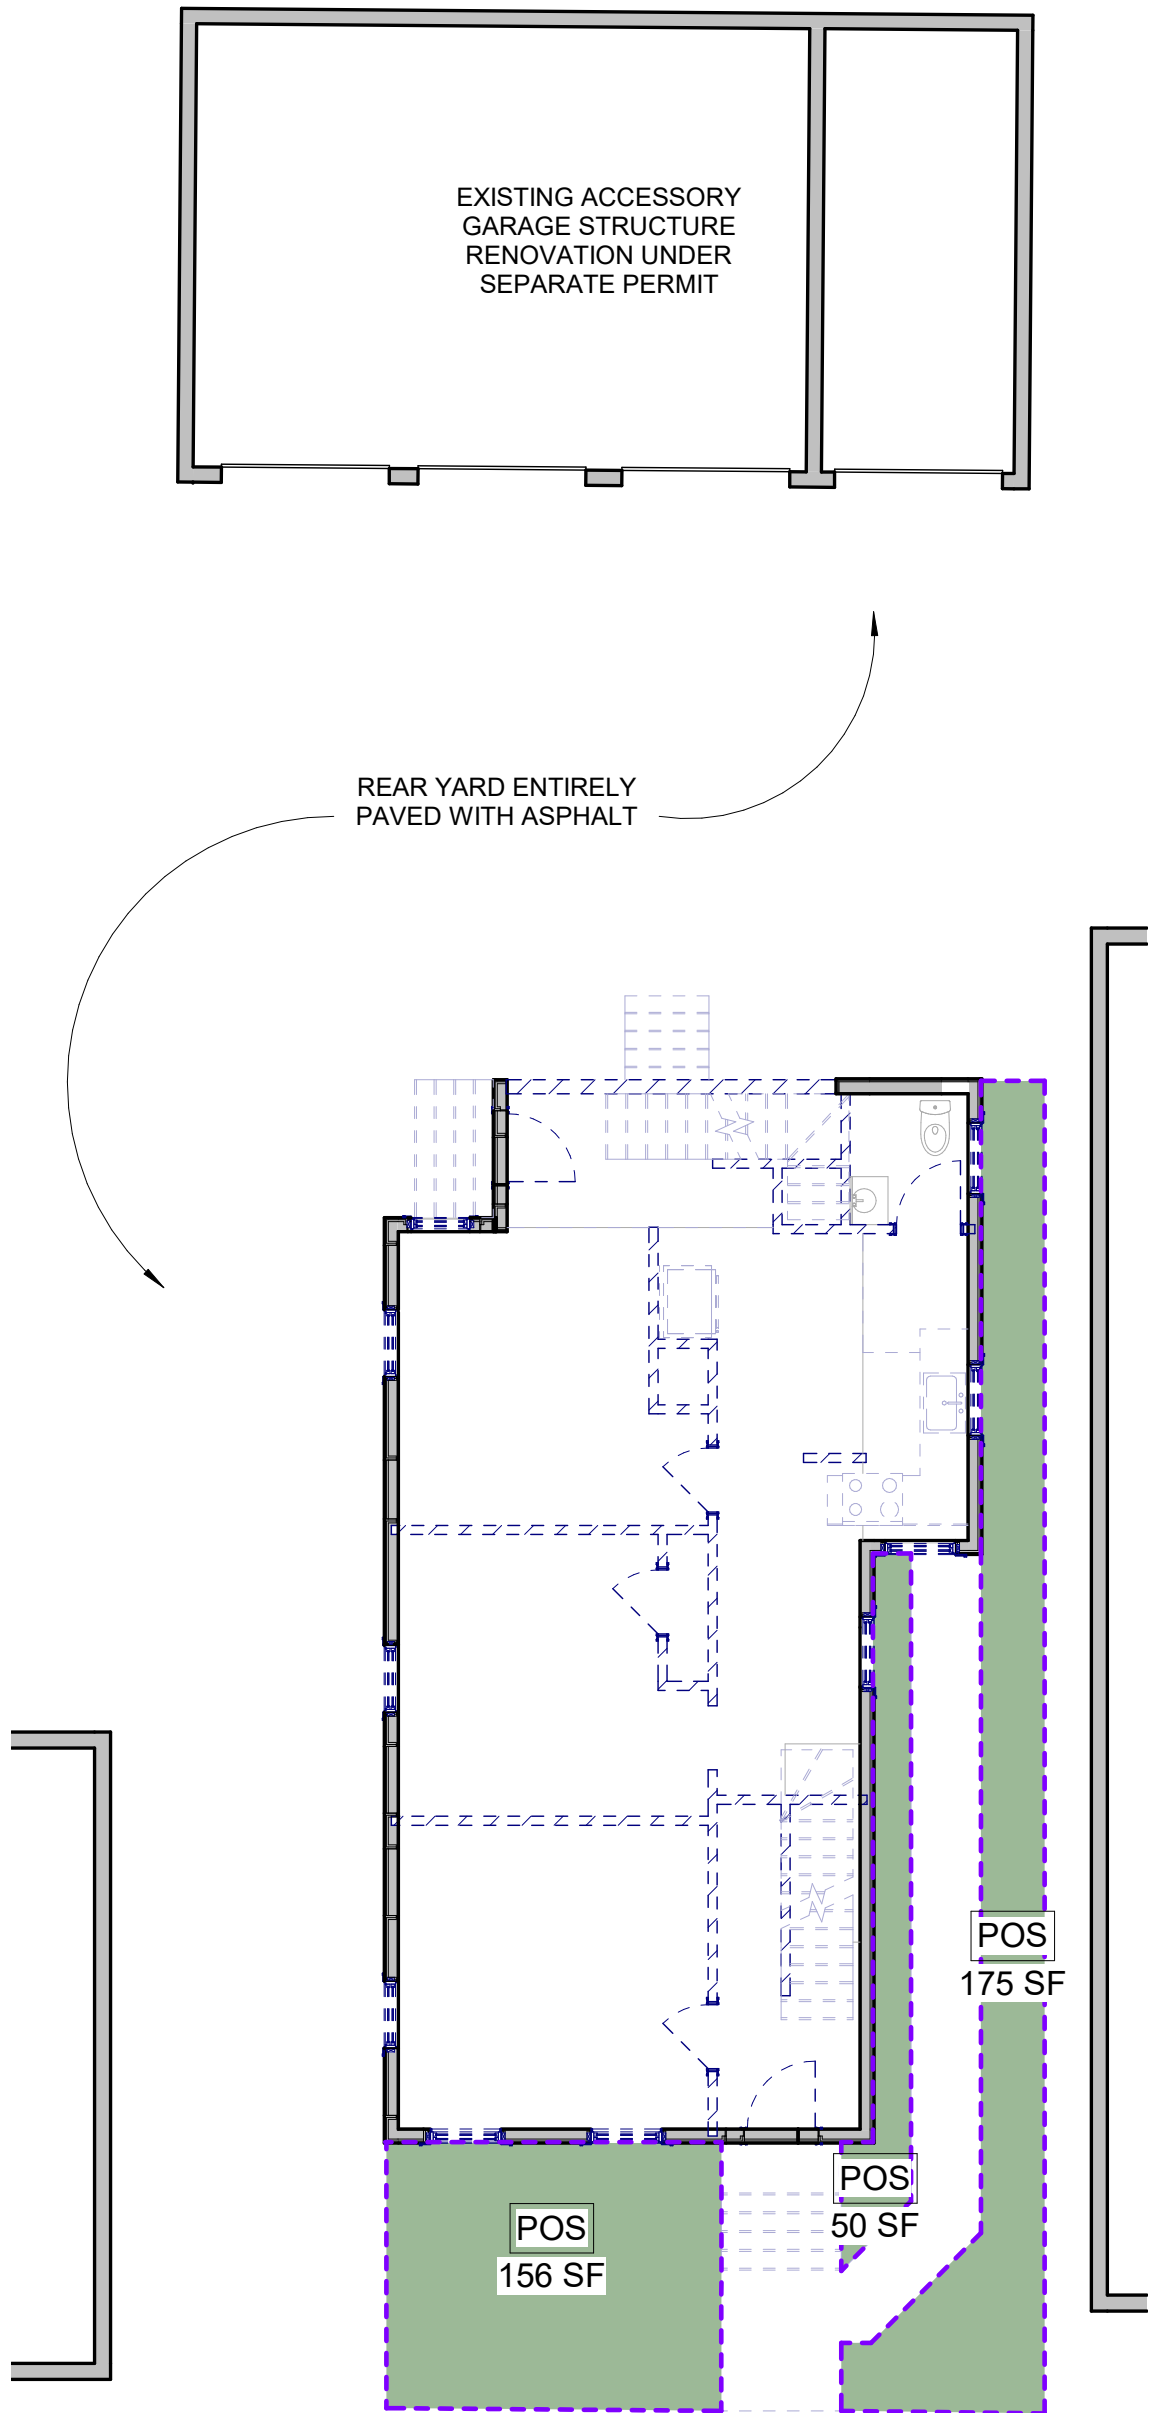 EXISTING ACCESSORY
GARAGE STRUCTURE
RENOVATION UNDER
SEPARATE PERMIT
REAR YARD ENTIRELY
PAVED WITH ASPHALT
POS
175 SF
POS
50 SF
POS
156 SF